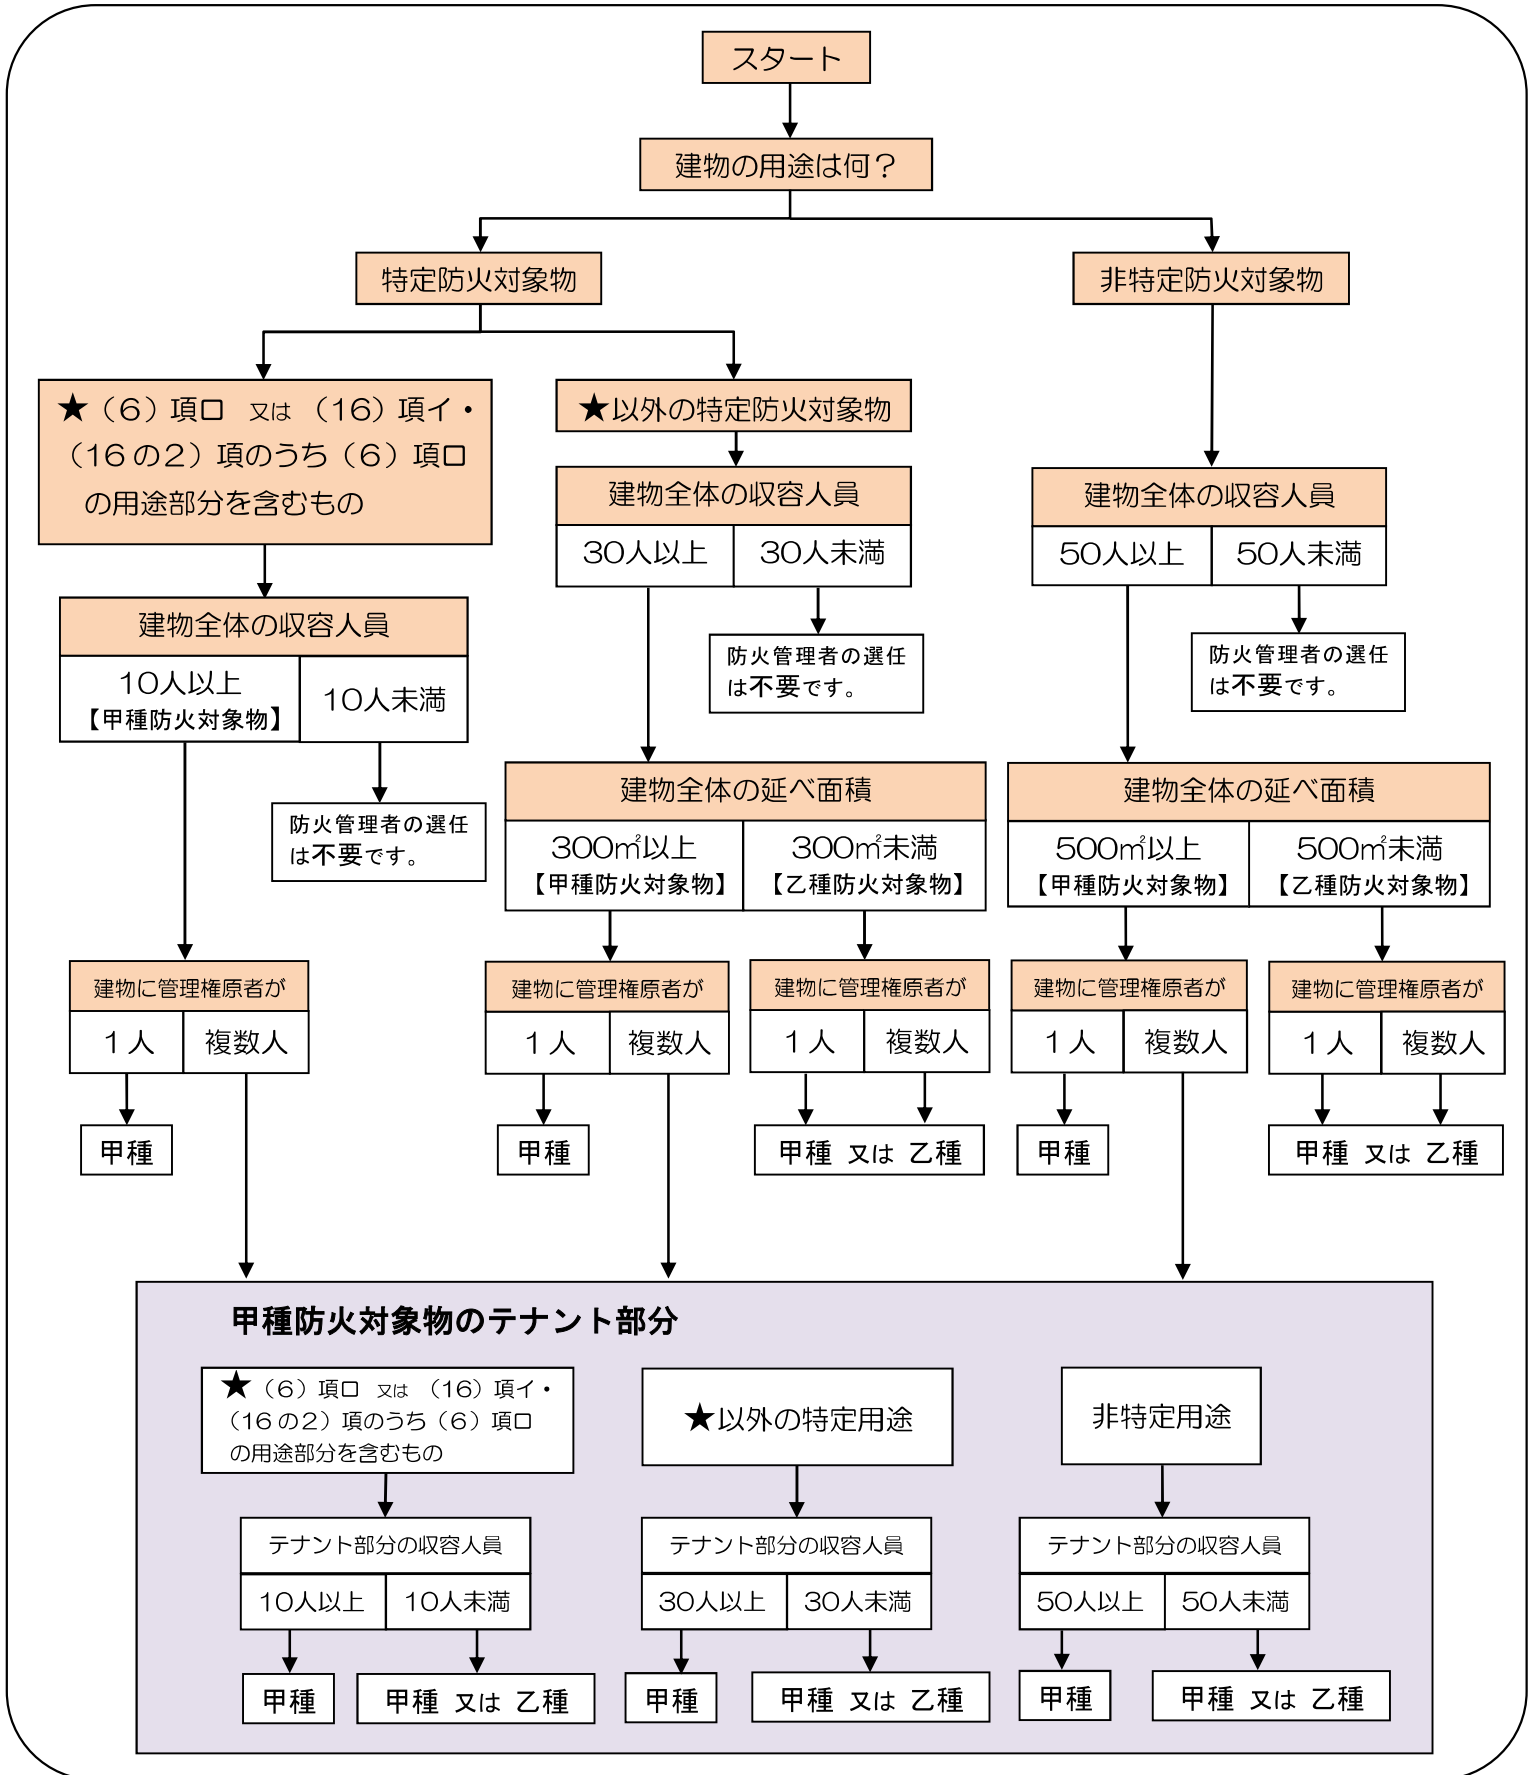 スタート
建物の用途は何？
特定防火対象物
非特定防火対象物
★（６）項ロ　又は　（１６）項イ・
（１６の２）項のうち（６）項ロ
の用途部分を含むもの
★以外の特定防火対象物
建物全体の収容人員
30人以上
30人未満
建物全体の収容人員
50人以上
50人未満
建物全体の収容人員
10人以上
【甲種防火対象物】
10人未満
防火管理者の選任
は不要です。
防火管理者の選任
は不要です。
防火管理者の選任
は不要です。
建物全体の延べ面積
300㎡以上
【甲種防火対象物】
300㎡未満
【乙種防火対象物】
建物全体の延べ面積
500㎡以上
【甲種防火対象物】
500㎡未満
【乙種防火対象物】
建物に管理権原者が
1人
複数人
建物に管理権原者が
1人
複数人
建物に管理権原者が
1人
複数人
建物に管理権原者が
1人
複数人
建物に管理権原者が
1人
複数人
甲種
甲種
甲種 又は 乙種
甲種
甲種 又は 乙種
甲種防火対象物のテナント部分
★（６）項ロ　又は　（１６）項イ・
（１６の２）項のうち（６）項ロ
の用途部分を含むもの
★以外の特定用途
非特定用途
テナント部分の収容人員
10人以上
10人未満
テナント部分の収容人員
30人以上
30人未満
テナント部分の収容人員
50人以上
50人未満
甲種
甲種 又は 乙種
甲種
甲種 又は 乙種
甲種
甲種 又は 乙種